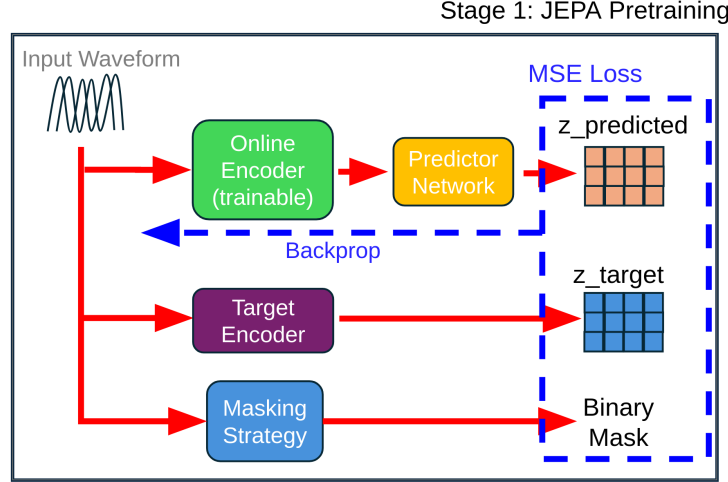 Stage 1: JEPA Pretraining
Input Waveform
MSE Loss
z_predicted
Online
Encoder
(trainable)
Predictor
Network
Backprop
z_target
Target
Encoder
Masking
Strategy
Binary
Mask